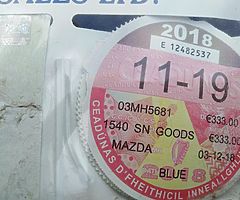 SALES LTD.
2018
E 12482537
11-19
03MH5681
€333.00
1540 SN GOODS
€333.00
MAZDA
03-12-18
BLUE
B
CEADÚNAS D'FHEITHICIL INNEALLGH